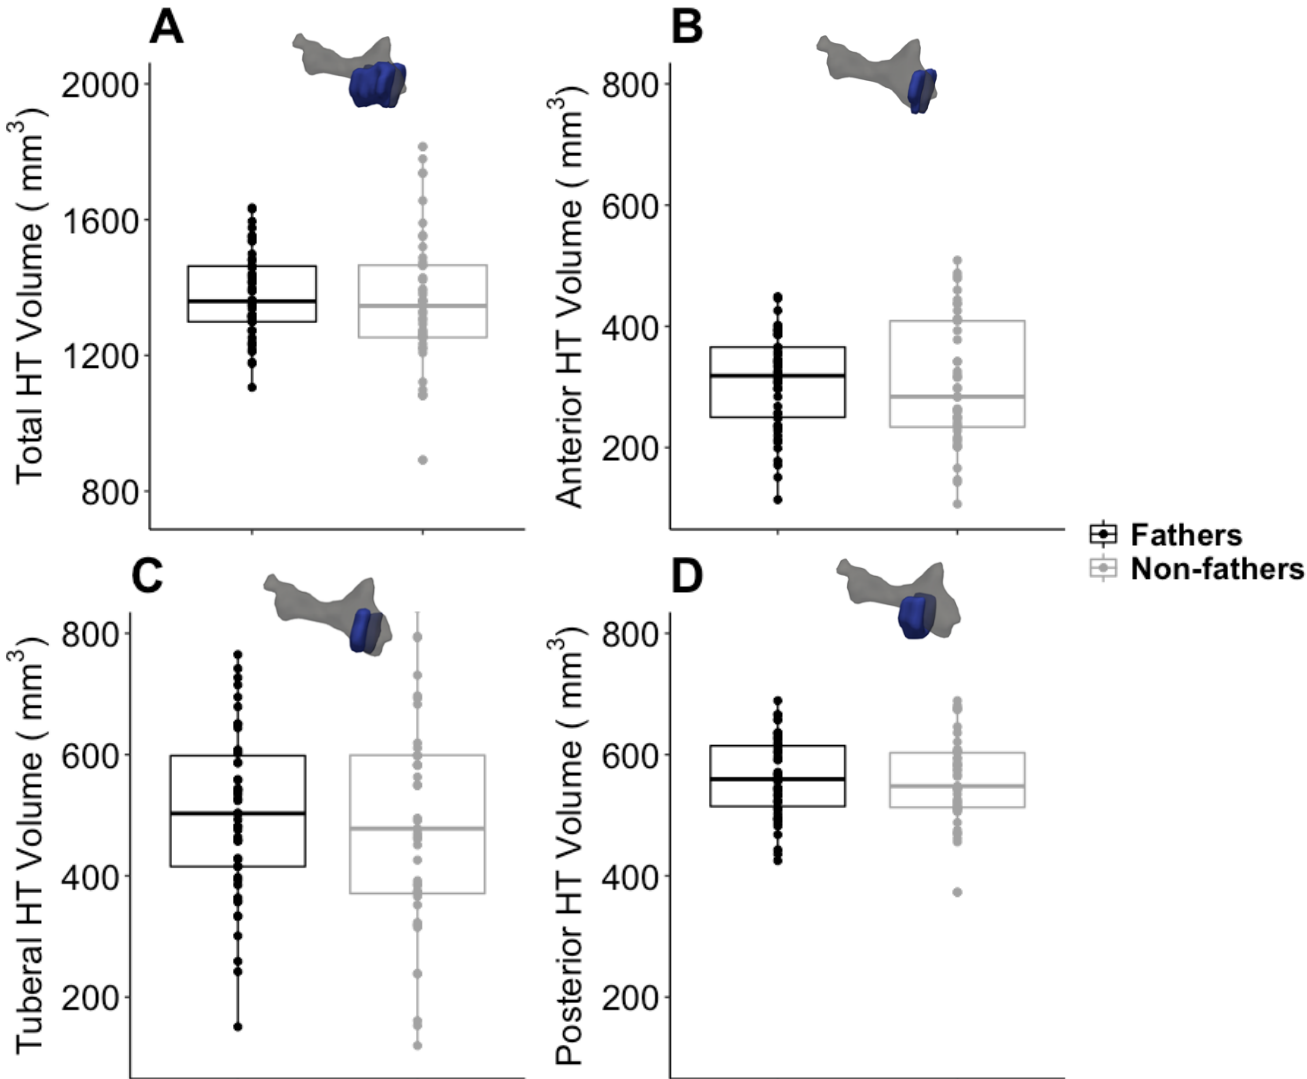 A
Total HT Volume ( mm³)
2000
1600
1200
800
B
Anterior HT Volume ( mm³)
800
600
400
200
Fathers
Non-fathers
C
Tuberal HT Volume ( mm³)
800
600
400
200
D
Posterior HT Volume ( mm³)
800
600
400
200